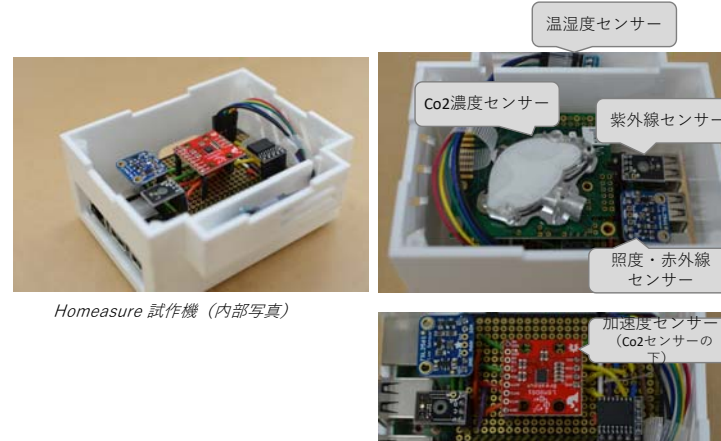 温湿度センサー
Co2濃度センサー
紫外線センサー
照度・赤外線
センサー
Homeasure 試作機（内部写真）
加速度センサー
（Co2センサーの
下）